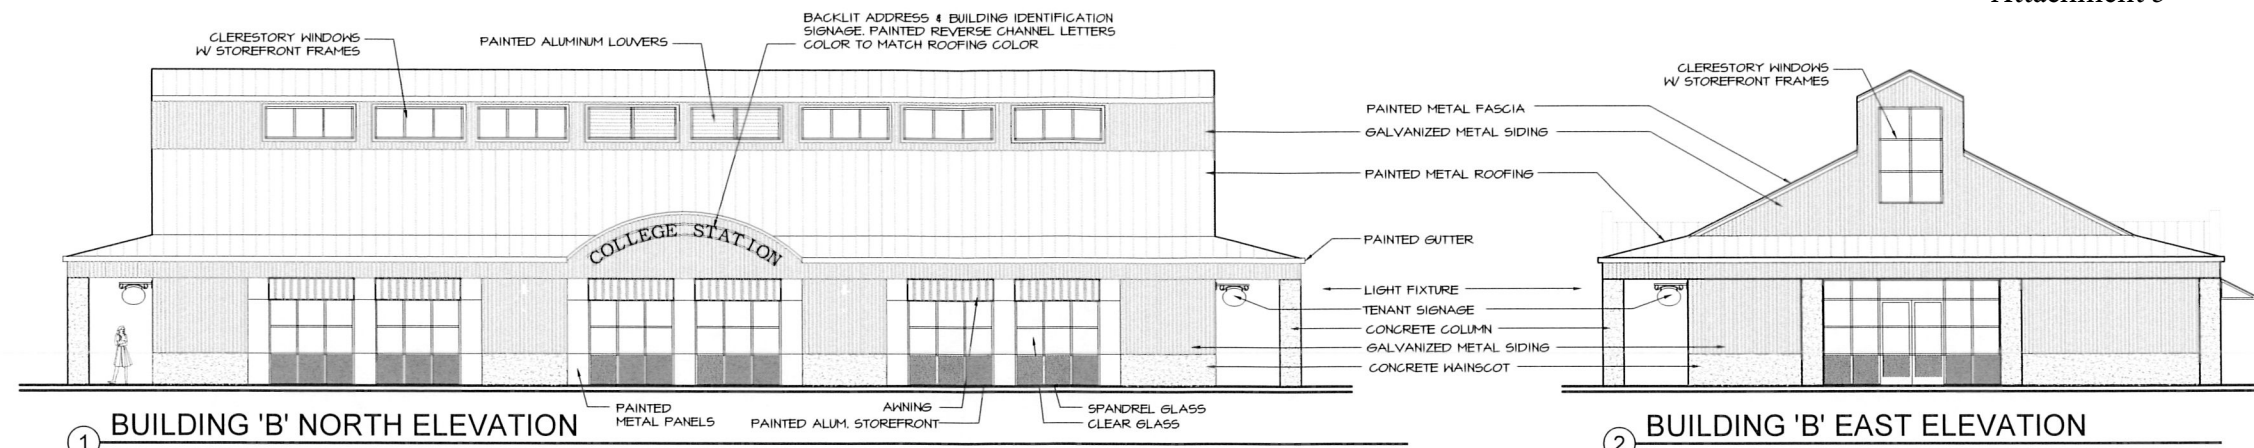 Attachment 3
BACKLIT ADDRESS & BUILDING IDENTIFICATION
SIGNAGE. PAINTED REVERSE CHANNEL LETTERS
COLOR TO MATCH ROOFING COLOR
CLERESTORY WINDOWS
W/ STOREFRONT FRAMES
PAINTED ALUMINUM LOUVERS
CLERESTORY WINDOWS
W/ STOREFRONT FRAMES
PAINTED METAL FASCIA
GALVANIZED METAL SIDING
PAINTED METAL ROOFING
COLLEGE STATION
PAINTED GUTTER
LIGHT FIXTURE
TENANT SIGNAGE
CONCRETE COLUMN
GALVANIZED METAL SIDING
CONCRETE WAINSCOT
PAINTED
METAL PANELS
AWNING
PAINTED ALUM. STOREFRONT
SPANDREL GLASS
CLEAR GLASS
1 BUILDING 'B' NORTH ELEVATION
2 BUILDING 'B' EAST ELEVATION